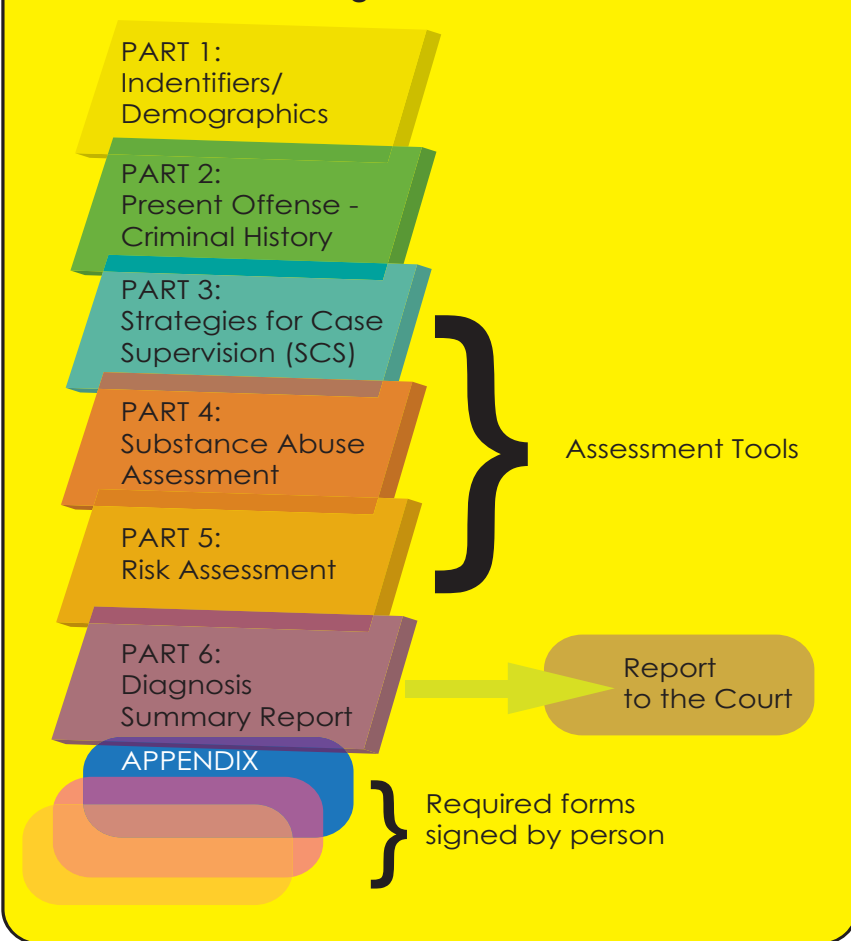 PART 1:
Indentifiers/
Demographics
PART 2:
Present Offense -
Criminal History
PART 3:
Strategies for Case
Supervision (SCS)
PART 4:
Substance Abuse
Assessment
PART 5:
Risk Assessment
Assessment Tools
PART 6:
Diagnosis
Summary Report
Report
to the Court
APPENDIX
Required forms
signed by person